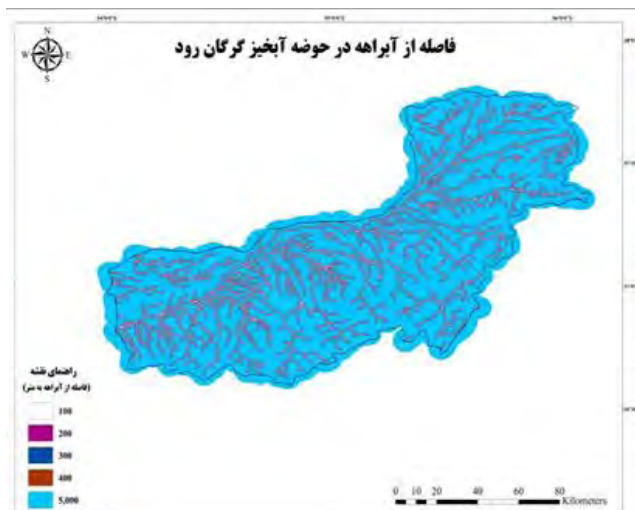 فاصله از آبراهه در حوضه آبخیز گرگان رود
N
W E
S
راهنمای نقشه
(فاصله از آبراهه به متر)
100
200
300
400
5,000
0 10 20 40 60 80
Kilometers